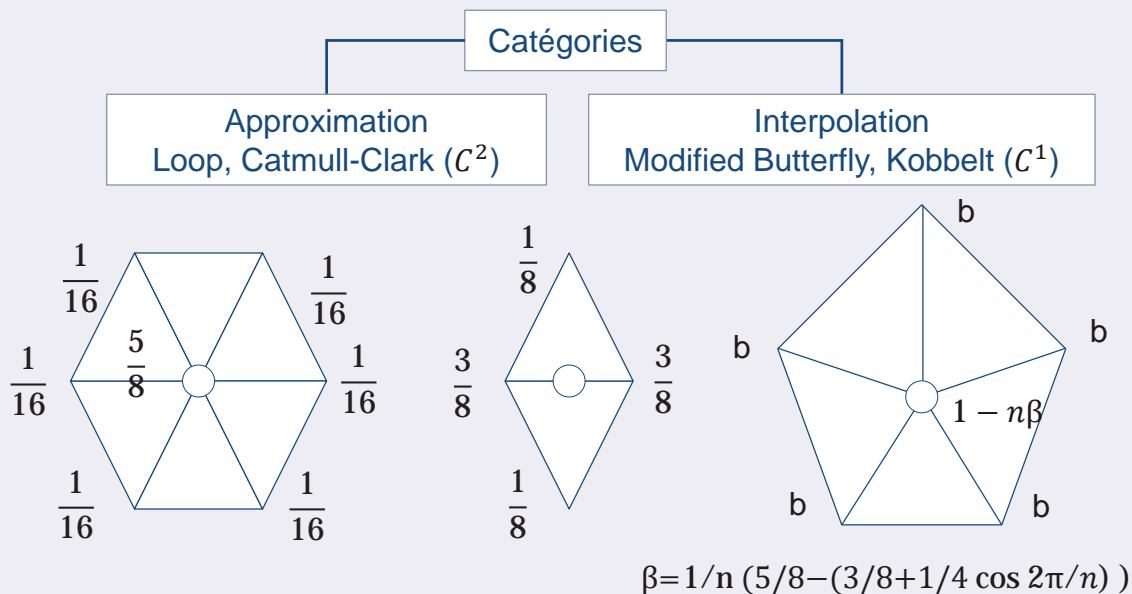 Catégories
Approximation
Loop, Catmull-Clark (C²)
Interpolation
Modified Butterfly, Kobbelt (C¹)
1/16
1/16
5/8
1/16
1/16
1/16
1/16
1/8
3/8
3/8
1/8
b
b
b
1 − nβ
b
b
β=1/n (5/8−(3/8+1/4 cos 2π/n) )